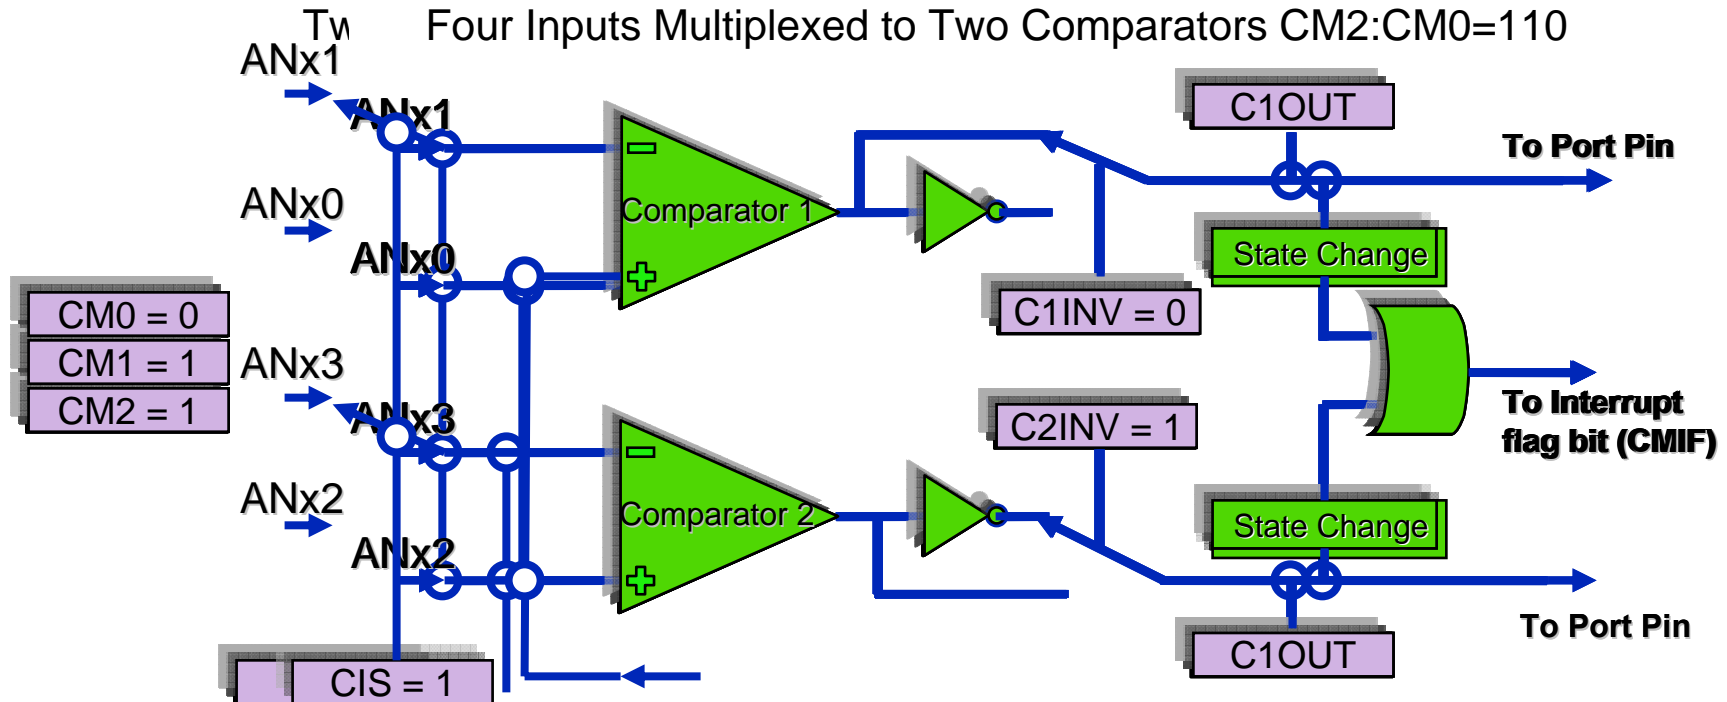 Tw Four Inputs Multiplexed to Two Comparators CM2:CM0=110
ANx1
ANx1
C1OUT
To Port Pin
ANx0
Comparator 1
ANx0
State Change
CM0 = 0
CM1 = 1
CM2 = 1
C1INV = 0
ANx3
ANx3
C2INV = 1
To Interrupt
flag bit (CMIF)
ANx2
Comparator 2
State Change
ANx2
To Port Pin
C1OUT
CIS = 1